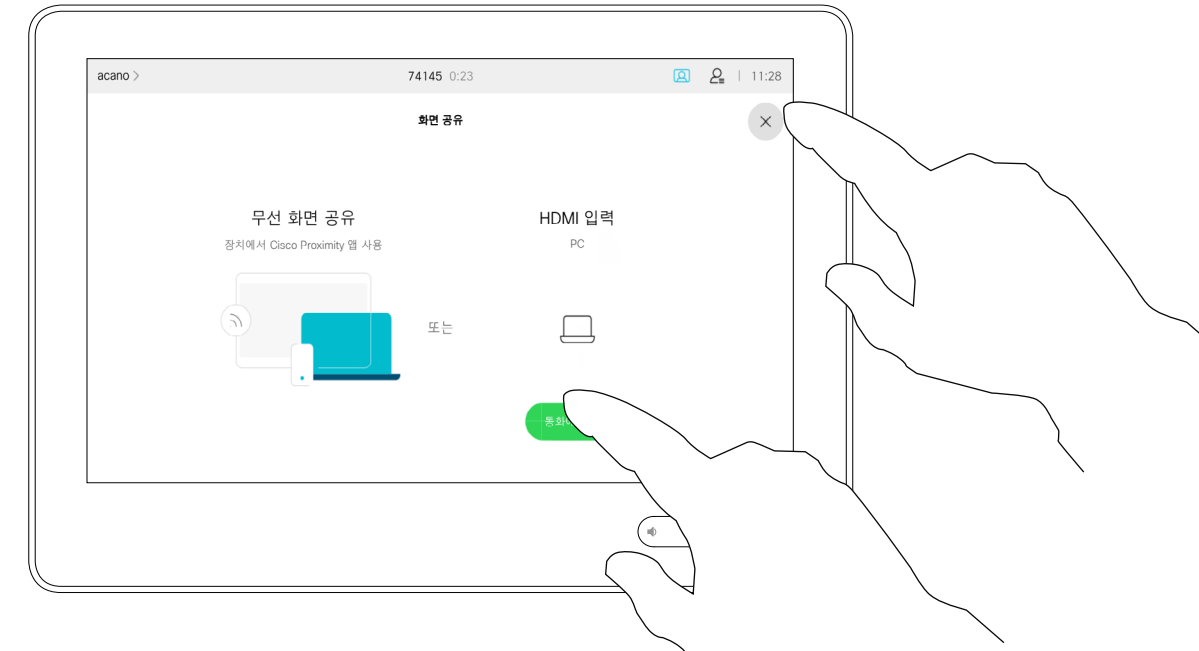 acano >
74145 0:23
11:28
화면 공유
무선 화면 공유
장치에서 Cisco Proximity 앱 사용
또는
HDMI 입력
PC